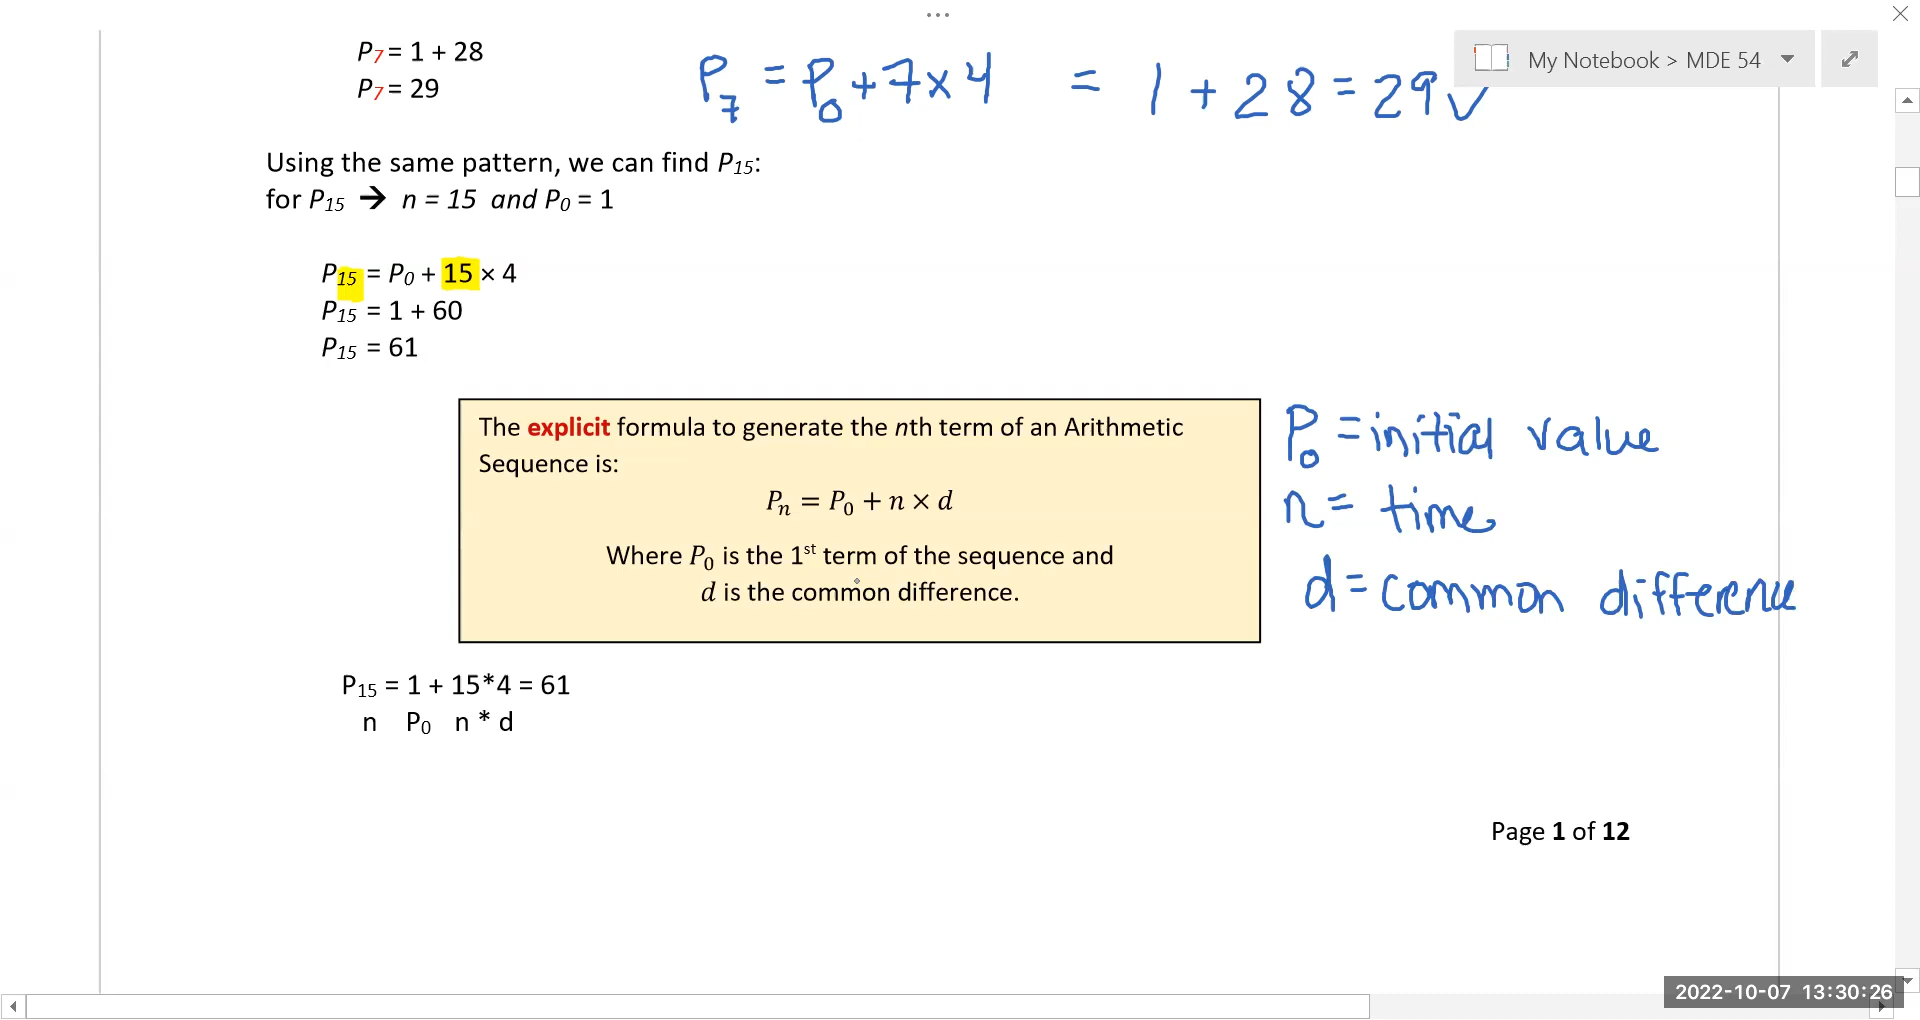 P7 = 1 + 28
P7 = 29
P7 = P0 + 7 × 4 = 1 + 28 = 29 ✓
My Notebook > MDE 54
Using the same pattern, we can find P15:
for P15 → n = 15 and P0 = 1
P15 = P0 + 15 × 4
P15 = 1 + 60
P15 = 61
The explicit formula to generate the nth term of an Arithmetic
Sequence is:
Pn = P0 + n × d
Where P0 is the 1st term of the sequence and
d is the common difference.
P0 = initial value
n = time
d = common difference
P15 = 1 + 15*4 = 61
n P0 n * d
Page 1 of 12
2022-10-07 13:30:26